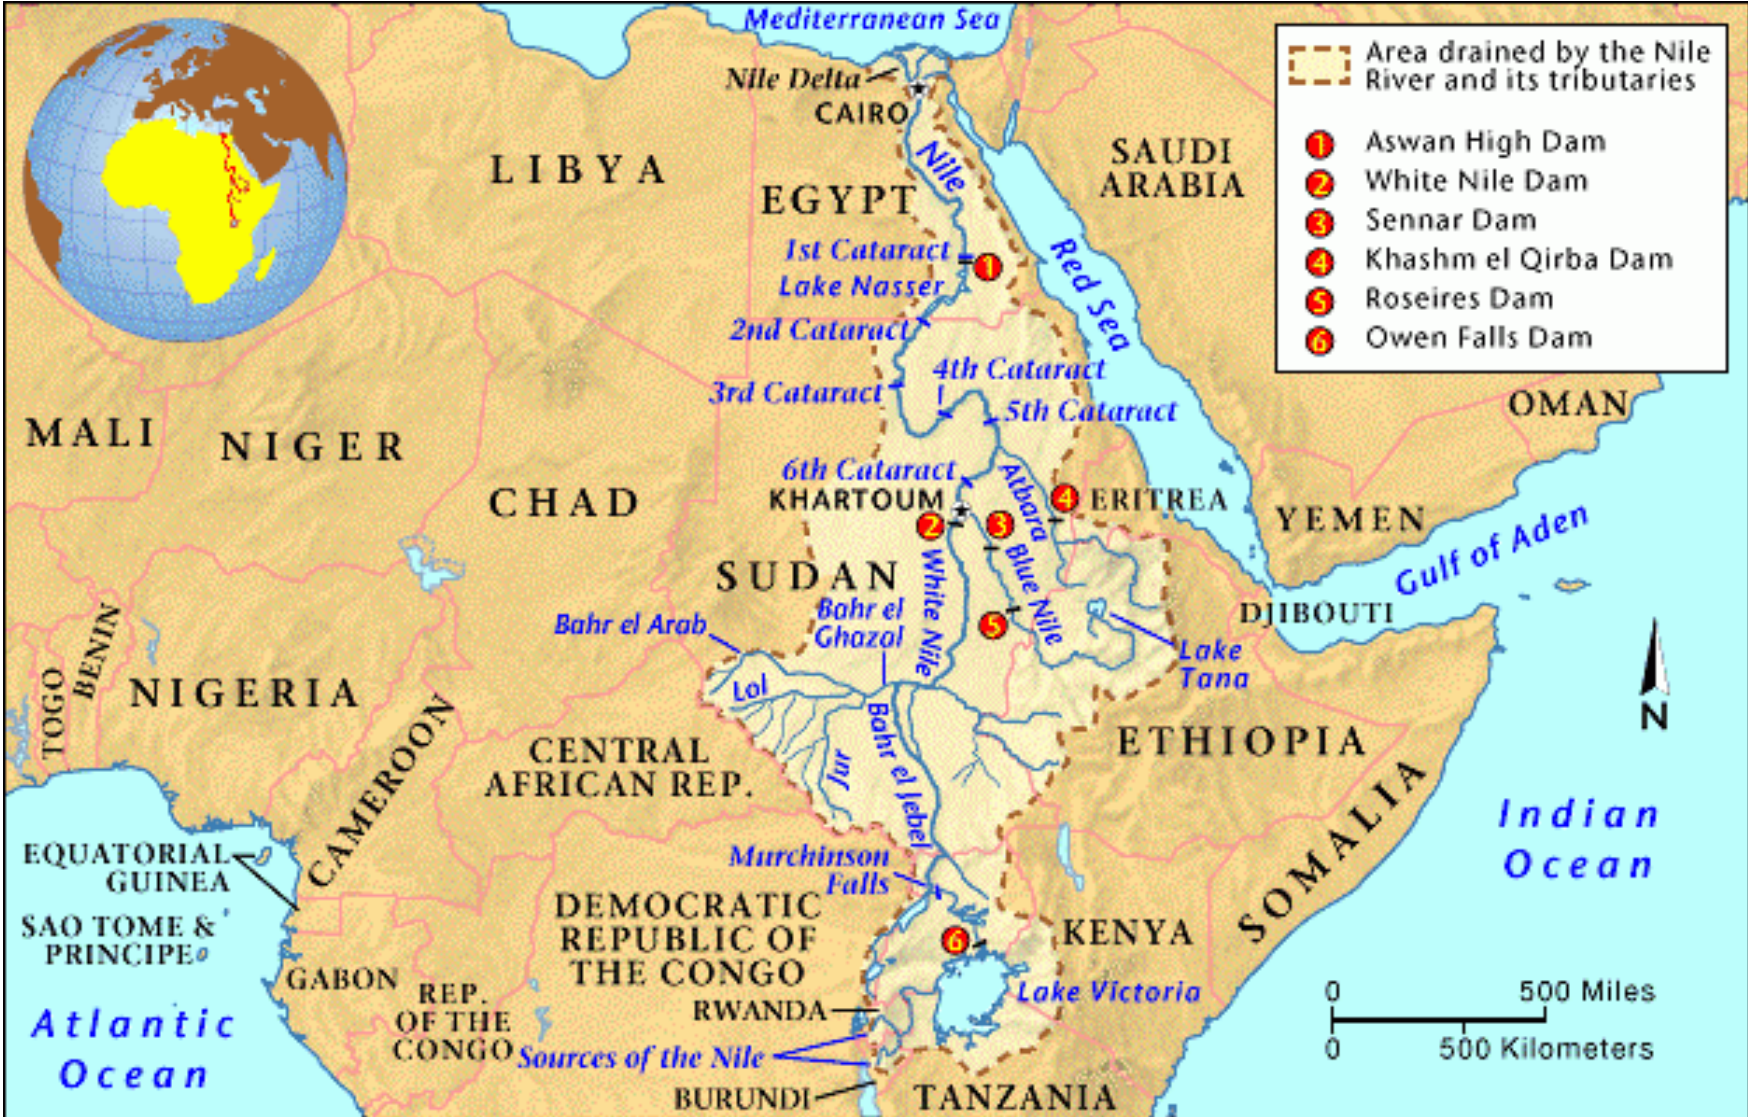 Mediterranean Sea
Nile Delta
CAIRO
Area drained by the Nile
River and its tributaries
1 Aswan High Dam
2 White Nile Dam
3 Sennar Dam
4 Khashm el Qirba Dam
5 Roseires Dam
6 Owen Falls Dam
LIBYA
EGYPT
Nile
SAUDI
ARABIA
1st Cataract
1
Lake Nasser
Red Sea
2nd Cataract
3rd Cataract
4th Cataract
5th Cataract
OMAN
MALI
NIGER
CHAD
6th Cataract
KHARTOUM
Atbara
4
ERITREA
YEMEN
2
3
Gulf of Aden
SUDAN
White Nile
Blue Nile
Bahr el Arab
Bahr el
Ghazal
5
DJIBOUTI
Lake
Tana
TOGO
BENIN
NIGERIA
Lol
N
CAMEROON
CENTRAL
AFRICAN REP.
Jur
Bahr el Jebel
ETHIOPIA
SOMALIA
Indian
Ocean
EQUATORIAL
GUINEA
Murchinson
Falls
SAO TOME &
PRINCIPE
DEMOCRATIC
REPUBLIC OF
THE CONGO
6
KENYA
GABON
REP.
OF THE
CONGO
RWANDA
Lake Victoria
0 500 Miles
0 500 Kilometers
Atlantic
Ocean
Sources of the Nile
BURUNDI
TANZANIA